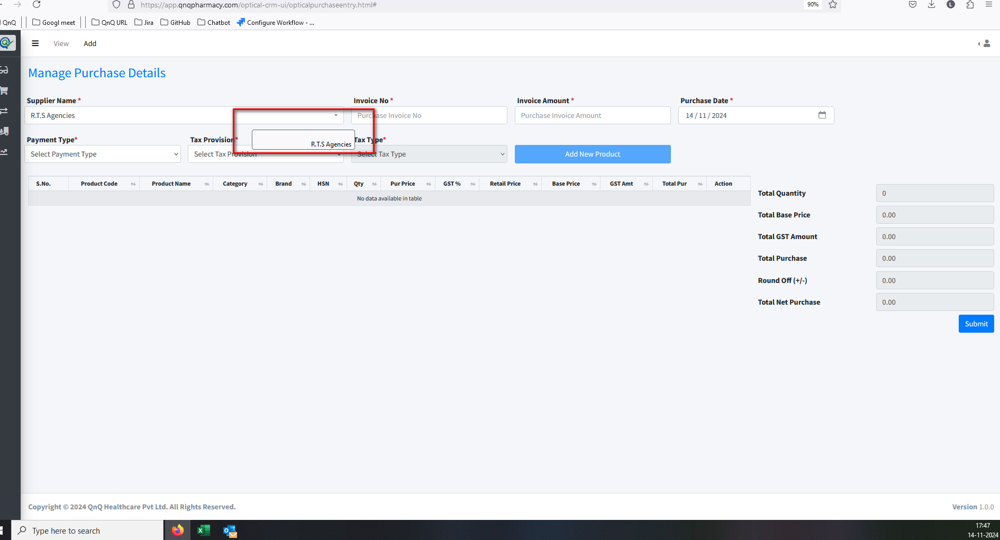 https://app.qnqpharmacy.com/optical-crm-ui/opticalpurchaseentry.html#
90%
L
QnQ
Googl meet
QnQ URL
Jira
GitHub
Chatbot
Configure Workflow - ...
View
Add
Manage Purchase Details
Supplier Name *
Invoice No *
Invoice Amount *
Purchase Date *
R.T.S Agencies
Purchase Invoice No
Purchase Invoice Amount
14 / 11 / 2024
R.T.S Agencies
Payment Type*
Tax Provision*
Tax Type*
Select Payment Type
Select Tax Provision
Select Tax Type
Add New Product
S.No.
Product Code
Product Name
Category
Brand
HSN
Qty
Pur Price
GST %
Retail Price
Base Price
GST Amt
Total Pur
Action
No data available in table
Total Quantity
0
Total Base Price
0.00
Total GST Amount
0.00
Total Purchase
0.00
Round Off (+/-)
0.00
Total Net Purchase
0.00
Submit
Copyright © 2024 QnQ Healthcare Pvt Ltd. All Rights Reserved.
Version 1.0.0
Type here to search
17:47
14-11-2024